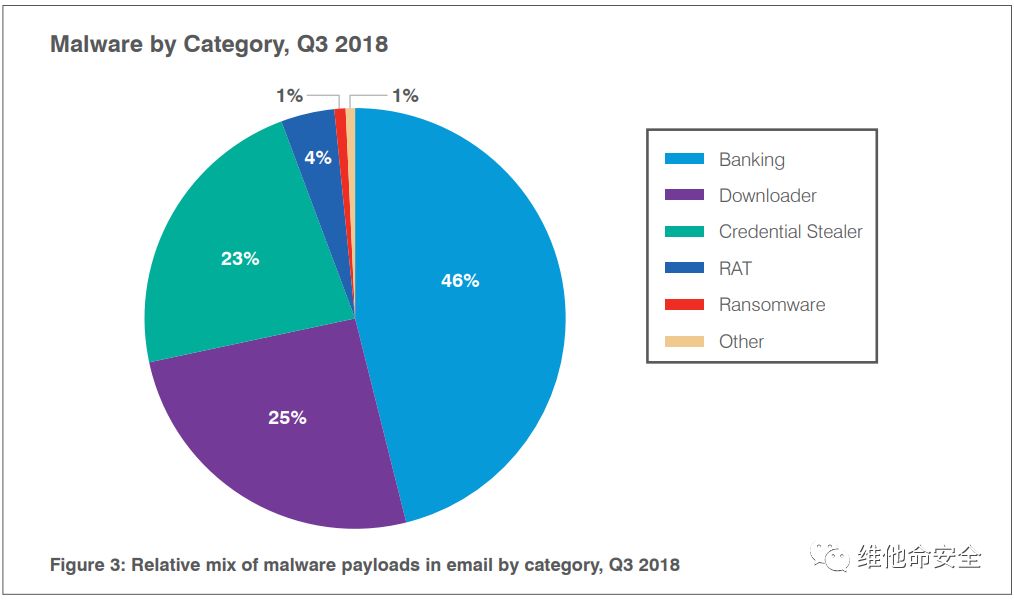 Malware by Category, Q3 2018
1%
1%
4%
23%
46%
25%
Banking
Downloader
Credential Stealer
RAT
Ransomware
Other
Figure 3: Relative mix of malware payloads in email by category, Q3 2018
维他命安全